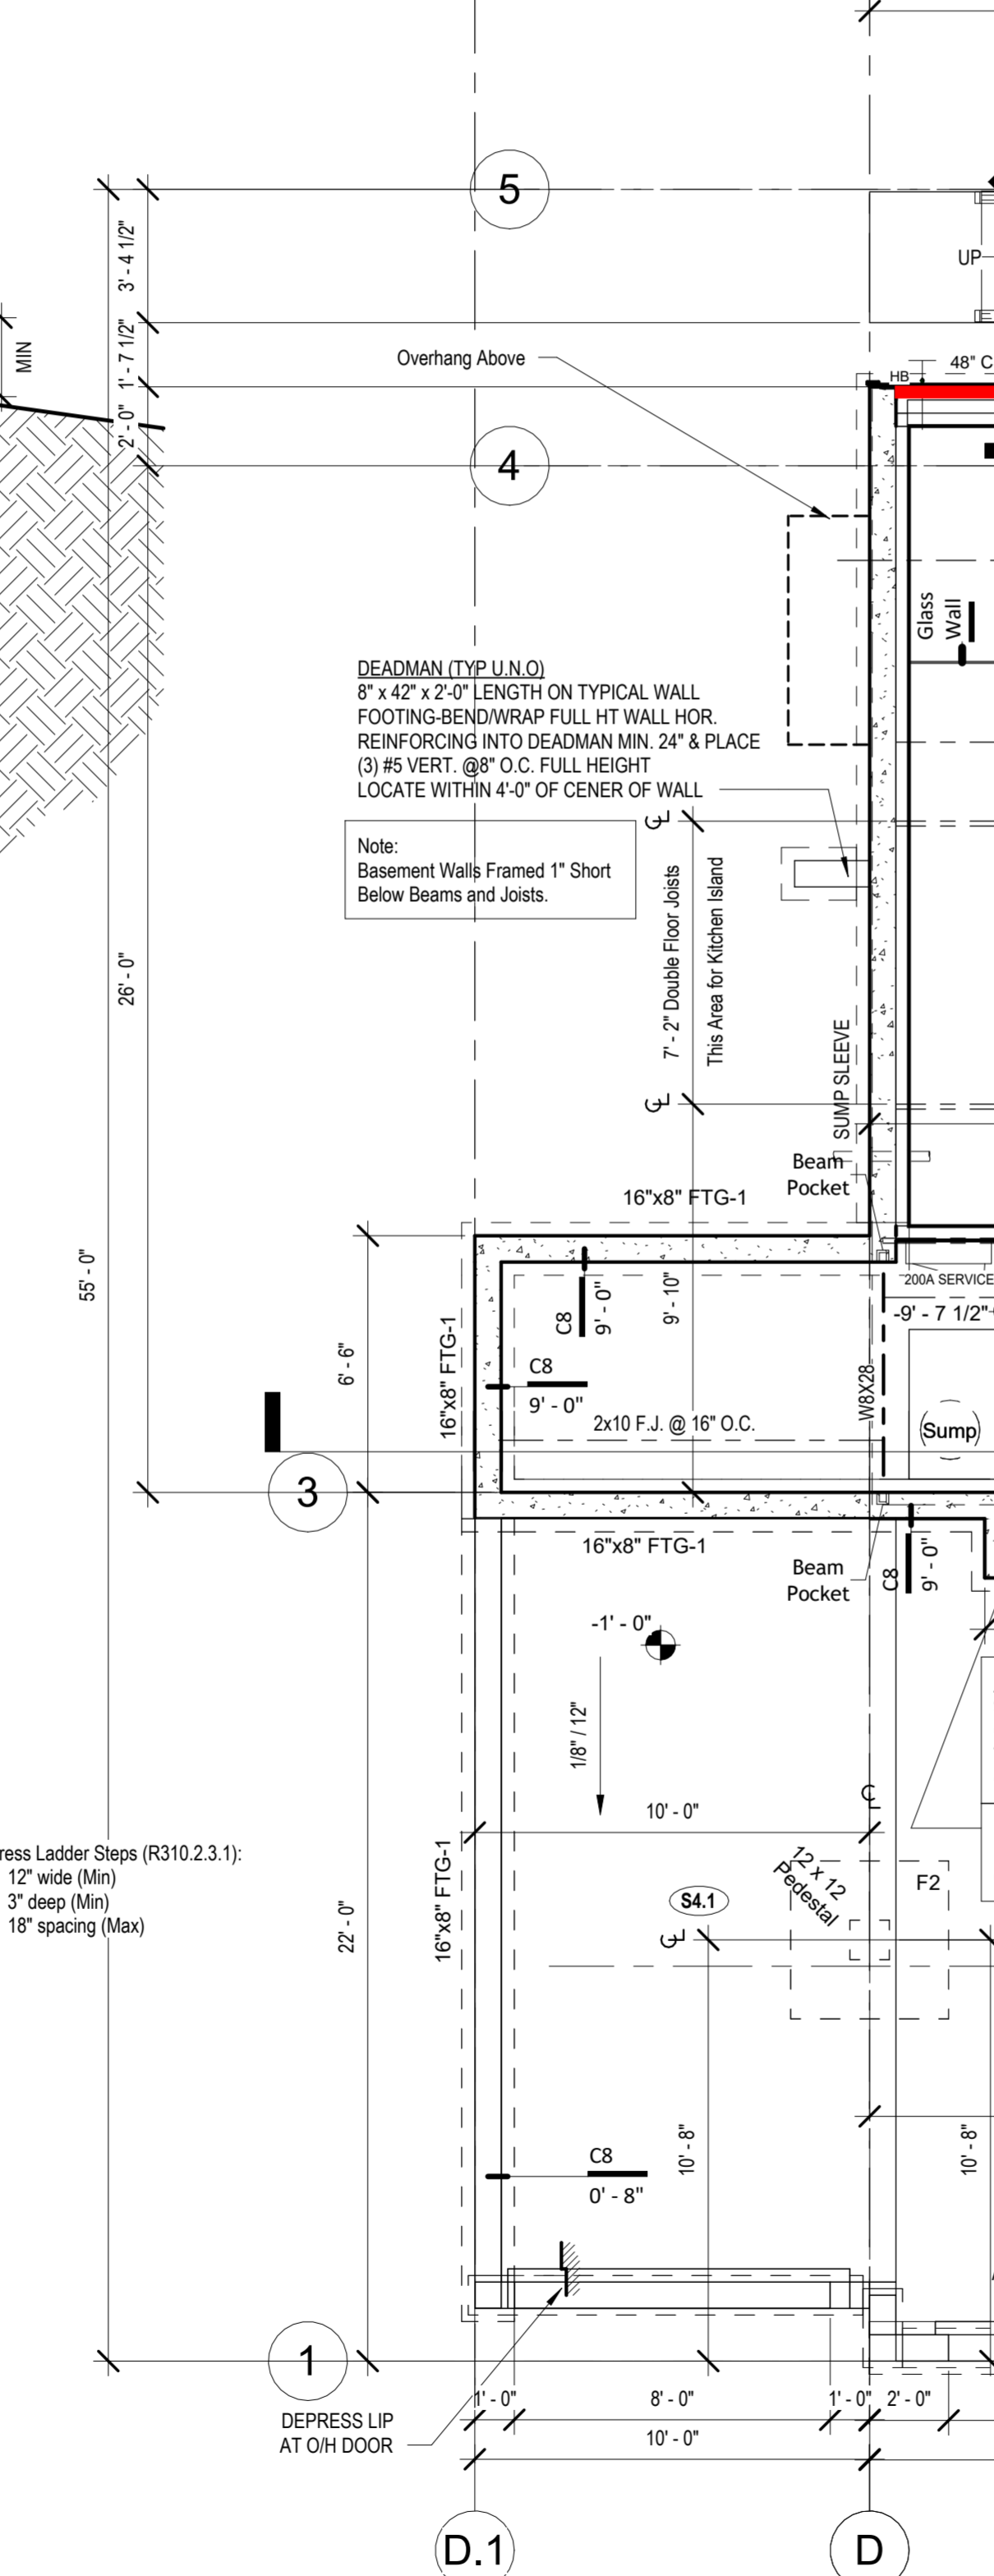 5
3' - 4 1/2"
UP
1' - 7 1/2"
MIN
Overhang Above
HB
48" C
2' - 0"
4
Glass
Wall
DEADMAN (TYP U.N.O)
8" x 42" x 2'-0" LENGTH ON TYPICAL WALL
FOOTING-BEND/WRAP FULL HT WALL HOR.
REINFORCING INTO DEADMAN MIN. 24" & PLACE
(3) #5 VERT. @8" O.C. FULL HEIGHT
LOCATE WITHIN 4'-0" OF CENER OF WALL
Note:
Basement Walls Framed 1" Short
Below Beams and Joists.
7' - 2" Double Floor Joists
This Area for Kitchen Island
26' - 0"
SUMP SLEEVE
Beam
Pocket
16"x8" FTG-1
55' - 0"
200A SERVICE
-9' - 7 1/2"
C8
9' - 0"
9' - 10"
6' - 6"
16"x8" FTG-1
C8
9' - 0"
W8X28
2x10 F.J. @ 16" O.C.
Sump
3
16"x8" FTG-1
Beam
Pocket
C8
9' - 0"
-1' - 0"
1/8" / 12"
10' - 0"
ress Ladder Steps (R310.2.3.1):
12" wide (Min)
3" deep (Min)
18" spacing (Max)
16"x8" FTG-1
12 x 12
Pedestal
F2
S4.1
22' - 0"
10' - 8"
10' - 8"
C8
0' - 8"
1
1' - 0"
8' - 0"
1' - 0"
2' - 0"
DEPRESS LIP
AT O/H DOOR
10' - 0"
D.1
D